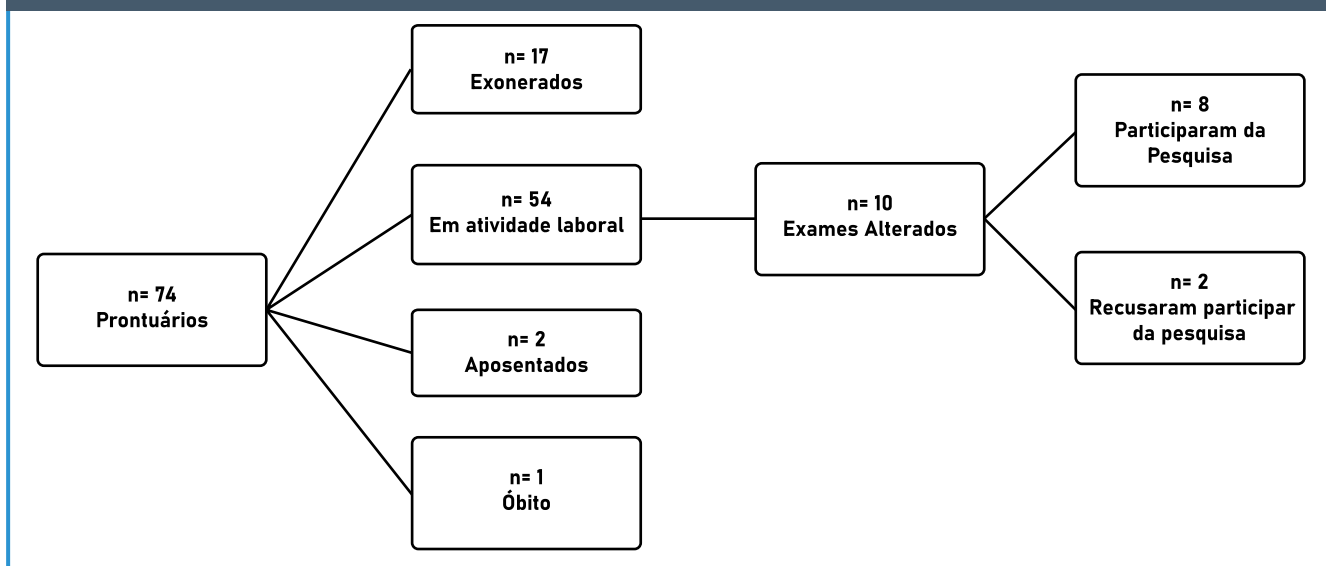 n= 17
Exonerados
n= 54
Em atividade laboral
n= 74
Prontuários
n= 2
Aposentados
n= 1
Óbito
n= 10
Exames Alterados
n= 8
Participaram da
Pesquisa
n= 2
Recusaram participar
da pesquisa